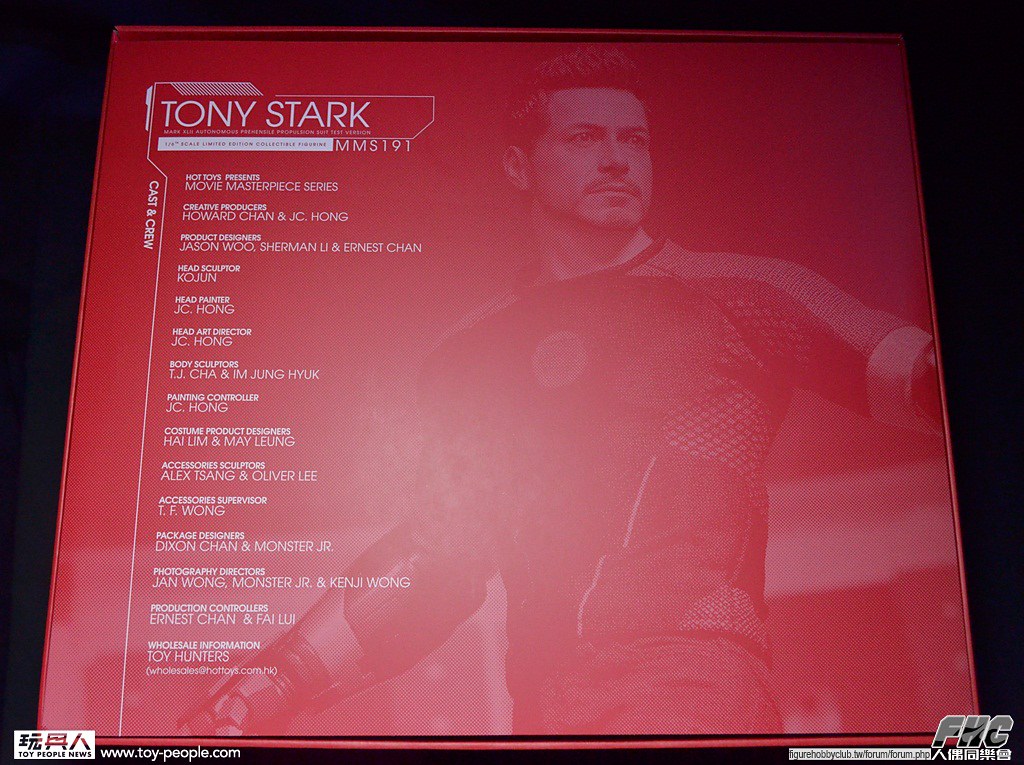 TONY STARK
MARK XLII AUTONOMOUS PREHENSILE PROPULSION SUIT TEST VERSION
1/6TH SCALE LIMITED EDITION COLLECTIBLE FIGURINE MMS191
CAST & CREW
HOT TOYS PRESENTS
MOVIE MASTERPIECE SERIES
CREATIVE PRODUCERS
HOWARD CHAN & JC. HONG
PRODUCT DESIGNERS
JASON WOO, SHERMAN LI & ERNEST CHAN
HEAD SCULPTOR
KOJUN
HEAD PAINTER
JC. HONG
HEAD ART DIRECTOR
JC. HONG
BODY SCULPTORS
T.J. CHA & IM JUNG HYUK
PAINTING CONTROLLER
JC. HONG
COSTUME PRODUCT DESIGNERS
HAI LIM & MAY LEUNG
ACCESSORIES SCULPTORS
ALEX TSANG & OLIVER LEE
ACCESSORIES SUPERVISOR
T. F. WONG
PACKAGE DESIGNERS
DIXON CHAN & MONSTER JR.
PHOTOGRAPHY DIRECTORS
JAN WONG, MONSTER JR. & KENJI WONG
PRODUCTION CONTROLLERS
ERNEST CHAN & FAI LUI
WHOLESALE INFORMATION
TOY HUNTERS
(wholesales@hottoys.com.hk)
玩具人
TOY PEOPLE NEWS
www.toy-people.com
FHC
figurehobbyclub.tw/forum/forum.php
人偶同樂會